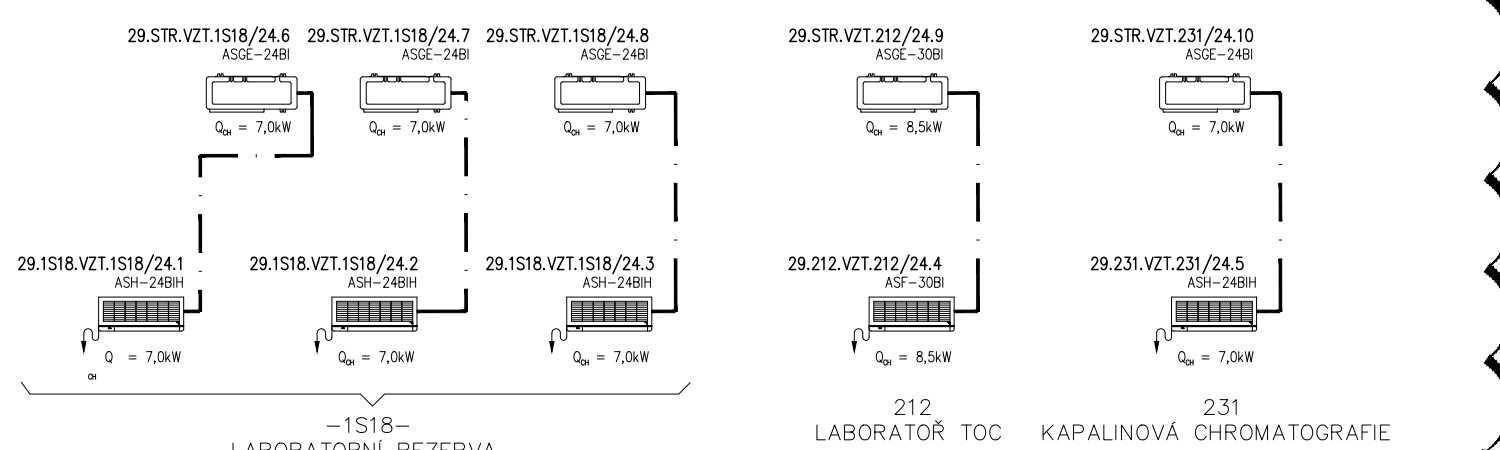 29.STR.VZT.1S18/24.6 29.STR.VZT.1S18/24.7 29.STR.VZT.1S18/24.8 29.STR.VZT.212/24.9 29.STR.VZT.231/24.10
ASGE-24BI ASGE-24BI ASGE-24BI ASGE-30BI ASGE-24BI
QCH = 7,0kW QCH = 7,0kW QCH = 7,0kW QCH = 8,5kW QCH = 7,0kW
29.1S18.VZT.1S18/24.1 29.1S18.VZT.1S18/24.2 29.1S18.VZT.1S18/24.3 29.212.VZT.212/24.4 29.231.VZT.231/24.5
ASH-24BIH ASH-24BIH ASH-24BIH ASF-30BI ASH-24BIH
Q = 7,0kW QCH = 7,0kW QCH = 7,0kW QCH = 8,5kW QCH = 7,0kW
CH
-1S18- 212 231
LABORATORNÍ REZERVA LABORATOŘ TOC KAPALINOVÁ CHROMATOGRAFIE